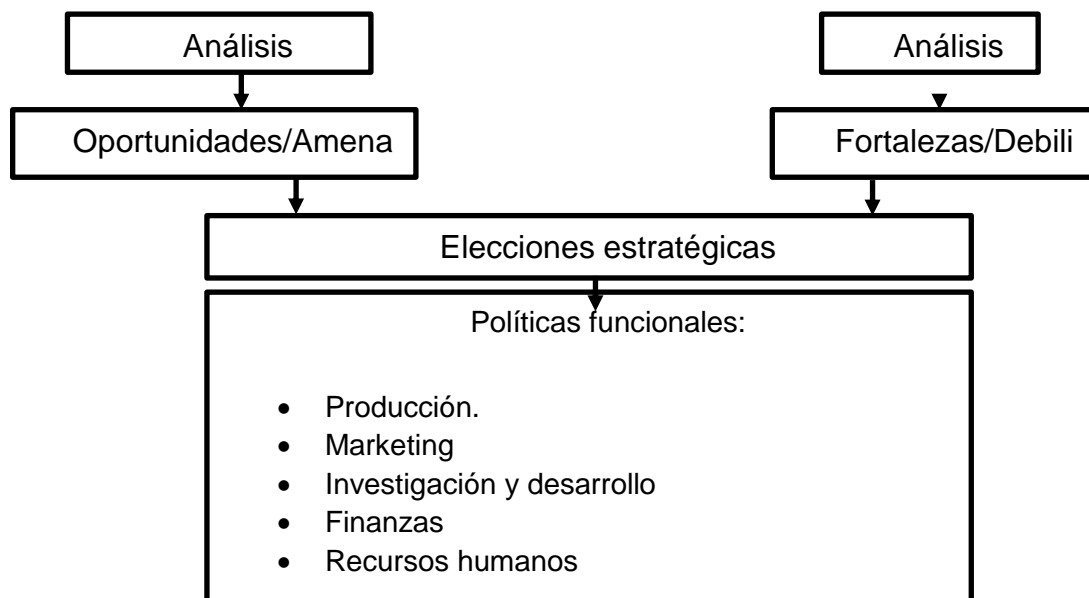 Análisis
Análisis
Oportunidades/Amena
Fortalezas/Debili
Elecciones estratégicas
Políticas funcionales:
• Producción.
• Marketing
• Investigación y desarrollo
• Finanzas
• Recursos humanos